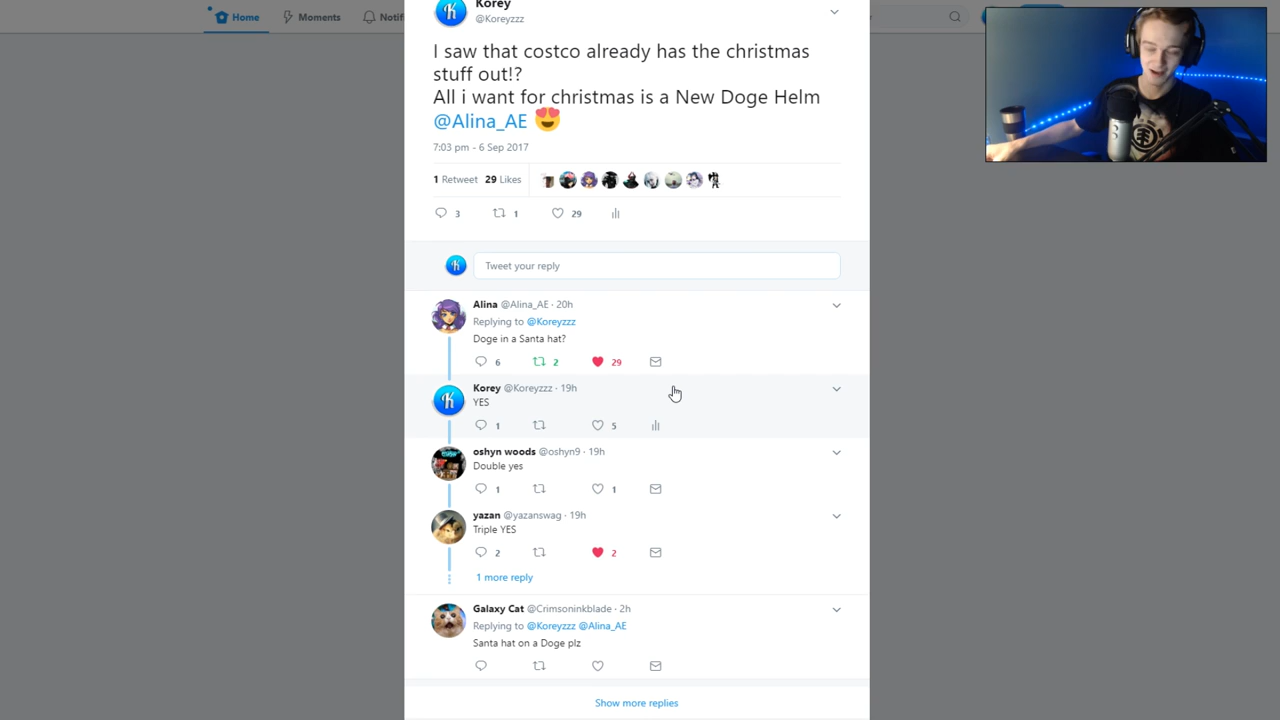 Home
Moments
Korey
@Koreyzzz
I saw that costco already has the christmas
stuff out!?
All i want for christmas is a New Doge Helm
@Alina_AE
7:03 pm - 6 Sep 2017
1 Retweet 29 Likes
3 1 29
Tweet your reply
Alina @Alina_AE · 20h
Replying to @Koreyzzz
Doge in a Santa hat?
6 2 29
Korey @Koreyzzz · 19h
YES
1 5
oshyn woods @oshyn9 · 19h
Double yes
1 1
yazan @yazanswag · 19h
Triple YES
2 2
1 more reply
Galaxy Cat @Crimsoninkblade · 2h
Replying to @Koreyzzz @Alina_AE
Santa hat on a Doge plz
Show more replies